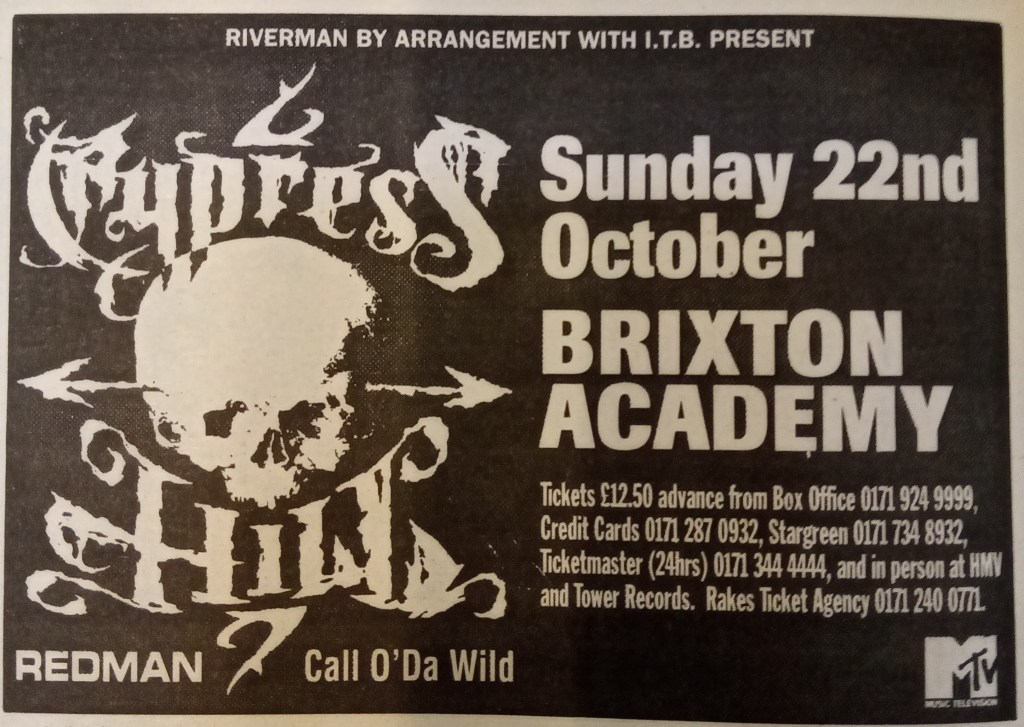 RIVERMAN BY ARRANGEMENT WITH I.T.B. PRESENT
Cypress
Hill
Sunday 22nd
October
BRIXTON
ACADEMY
Tickets £12.50 advance from Box Office 0171 924 9999,
Credit Cards 0171 287 0932, Stargreen 0171 734 8932,
Ticketmaster (24hrs) 0171 344 4444, and in person at HMV
and Tower Records. Rakes Ticket Agency 0171 240 0771.
REDMAN
Call O'Da Wild
MTV
MUSIC TELEVISION